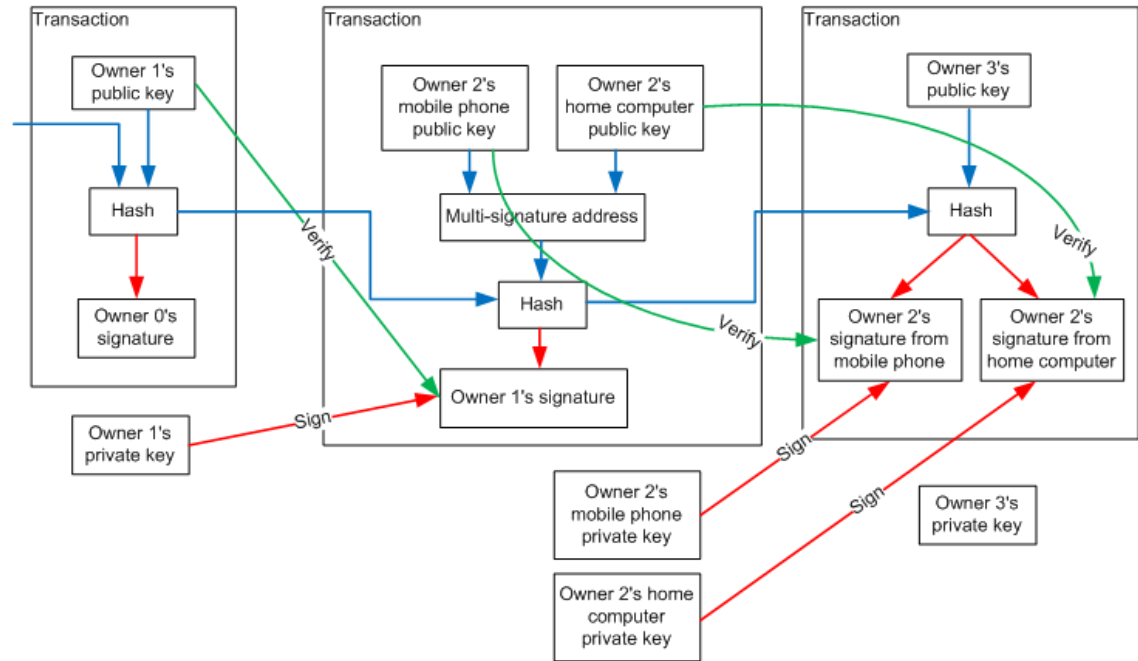 Transaction
Owner 1's
public key
Hash
Owner 0's
signature
Owner 1's
private key
Sign
Verify
Transaction
Owner 2's
mobile phone
public key
Owner 2's
home computer
public key
Multi-signature address
Hash
Owner 1's signature
Verify
Owner 2's
mobile phone
private key
Sign
Owner 2's home
computer
private key
Sign
Transaction
Owner 3's
public key
Hash
Verify
Owner 2's
signature from
mobile phone
Owner 2's
signature from
home computer
Owner 3's
private key